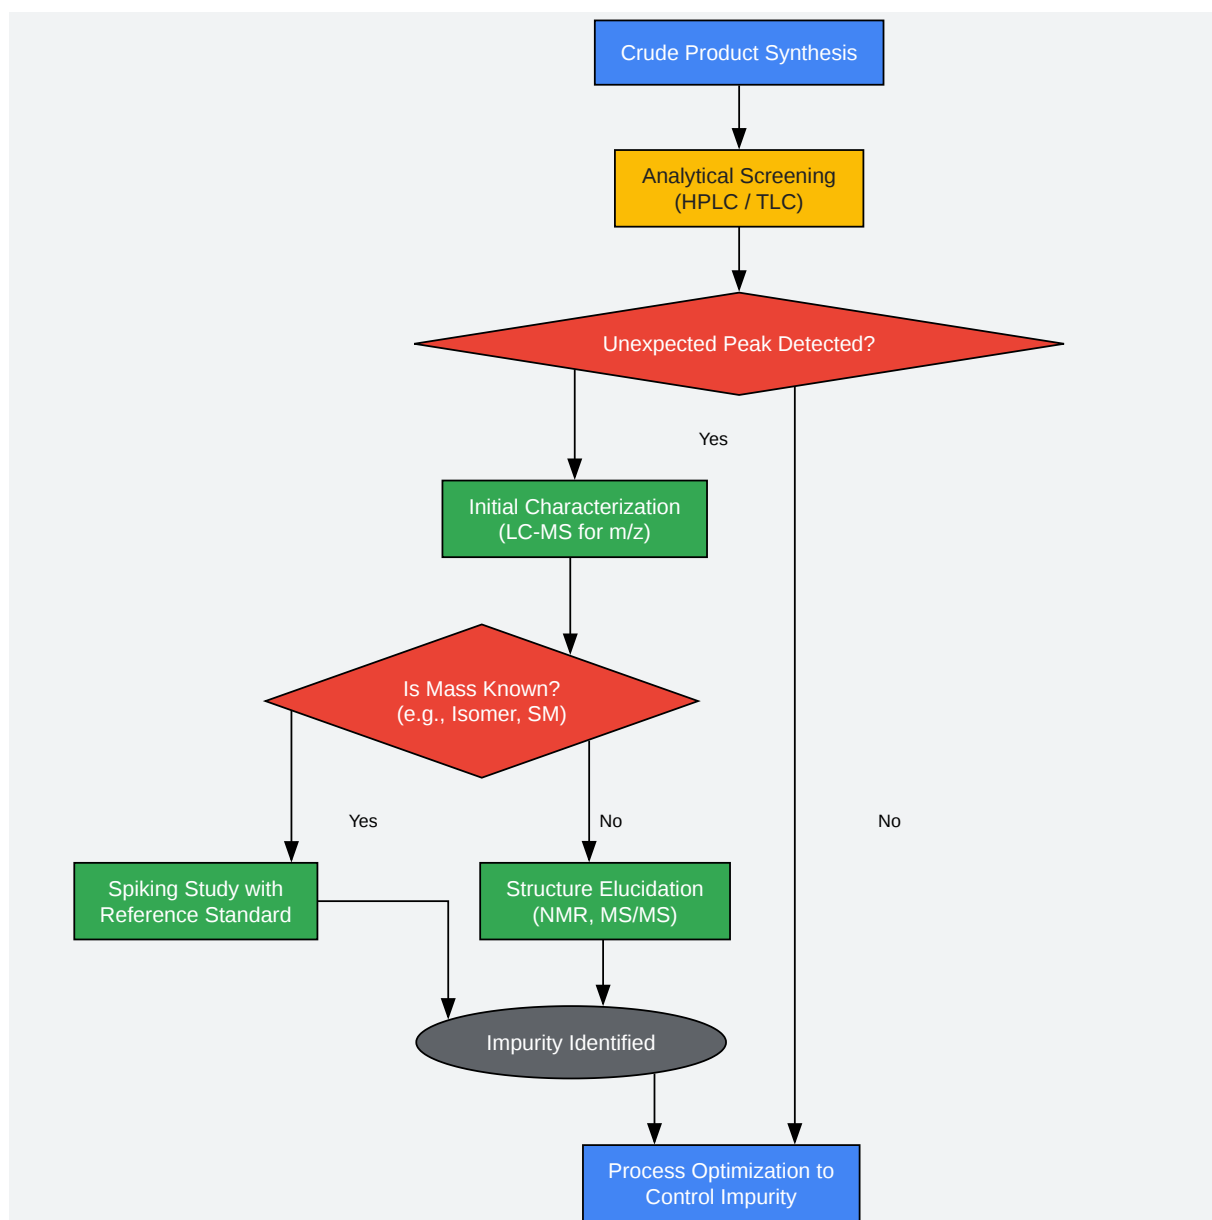 Crude Product Synthesis
Analytical Screening
(HPLC / TLC)
Unexpected Peak Detected?
Yes
Initial Characterization
(LC-MS for m/z)
Is Mass Known?
(e.g., Isomer, SM)
Yes
No
No
Spiking Study with
Reference Standard
Structure Elucidation
(NMR, MS/MS)
Impurity Identified
Process Optimization to
Control Impurity